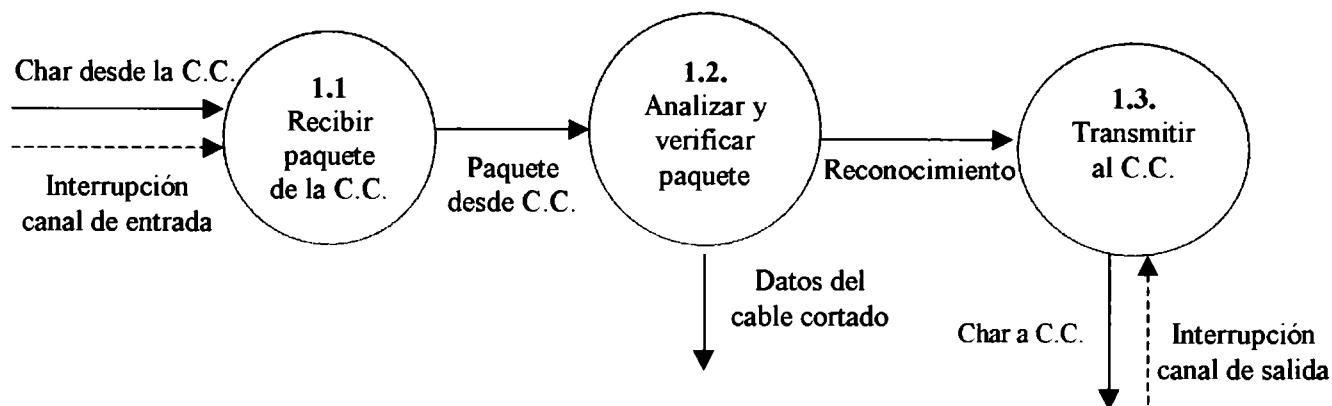 Char desde la C.C.
Interrupción
canal de entrada
1.1
Recibir
paquete
de la C.C.
Paquete
desde C.C.
1.2.
Analizar y
verificar
paquete
Reconocimiento
1.3.
Transmitir
al C.C.
Datos del
cable cortado
Char a C.C.
Interrupción
canal de salida